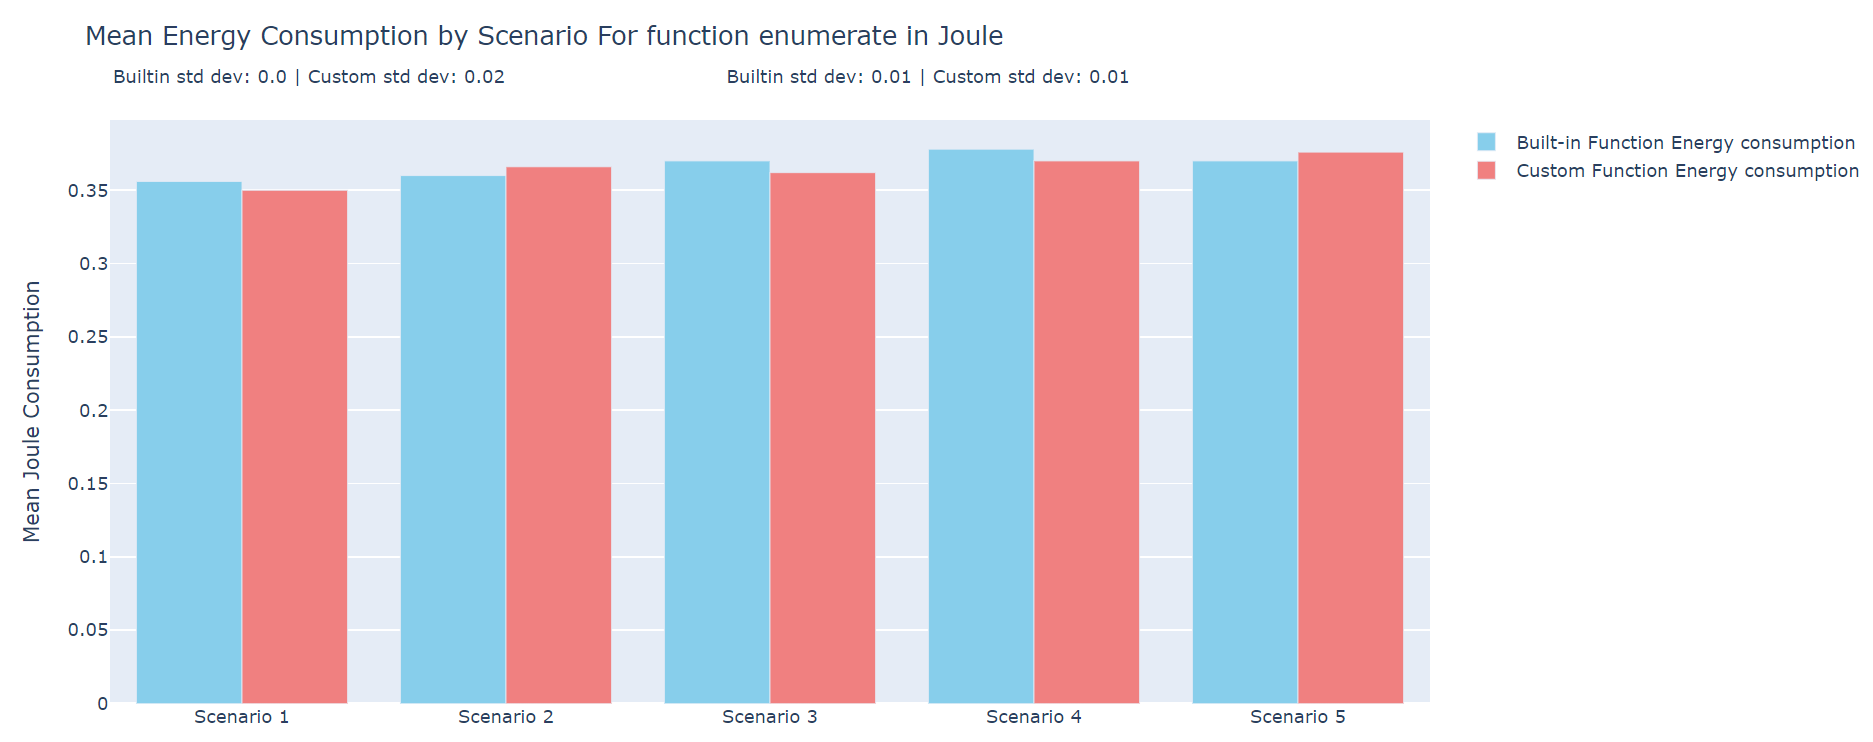 Mean Energy Consumption by Scenario For function enumerate in Joule
Builtin std dev: 0.0 | Custom std dev: 0.02
Builtin std dev: 0.01 | Custom std dev: 0.01
Built-in Function Energy consumption
Custom Function Energy consumption
Mean Joule Consumption
0.35
0.3
0.25
0.2
0.15
0.1
0.05
0
Scenario 1
Scenario 2
Scenario 3
Scenario 4
Scenario 5